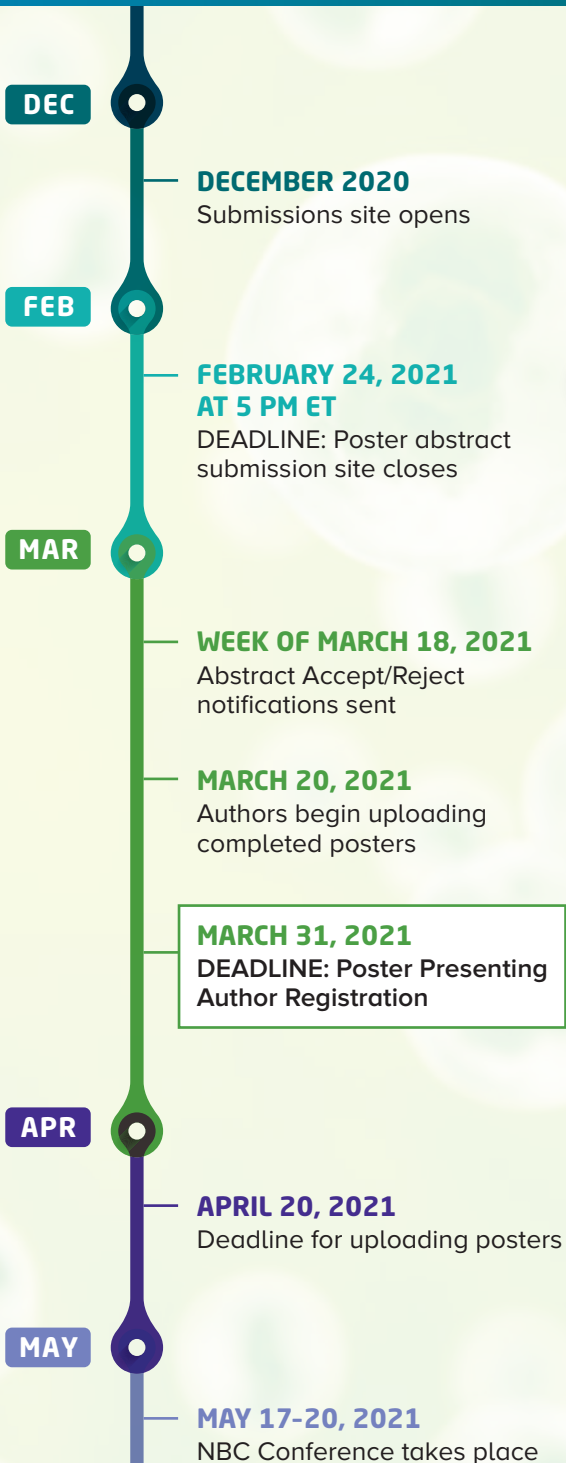 DEC
DECEMBER 2020
Submissions site opens
FEB
FEBRUARY 24, 2021
AT 5 PM ET
DEADLINE: Poster abstract
submission site closes
MAR
WEEK OF MARCH 18, 2021
Abstract Accept/Reject
notifications sent
MARCH 20, 2021
Authors begin uploading
completed posters
MARCH 31, 2021
DEADLINE: Poster Presenting
Author Registration
APR
APRIL 20, 2021
Deadline for uploading posters
MAY
MAY 17-20, 2021
NBC Conference takes place